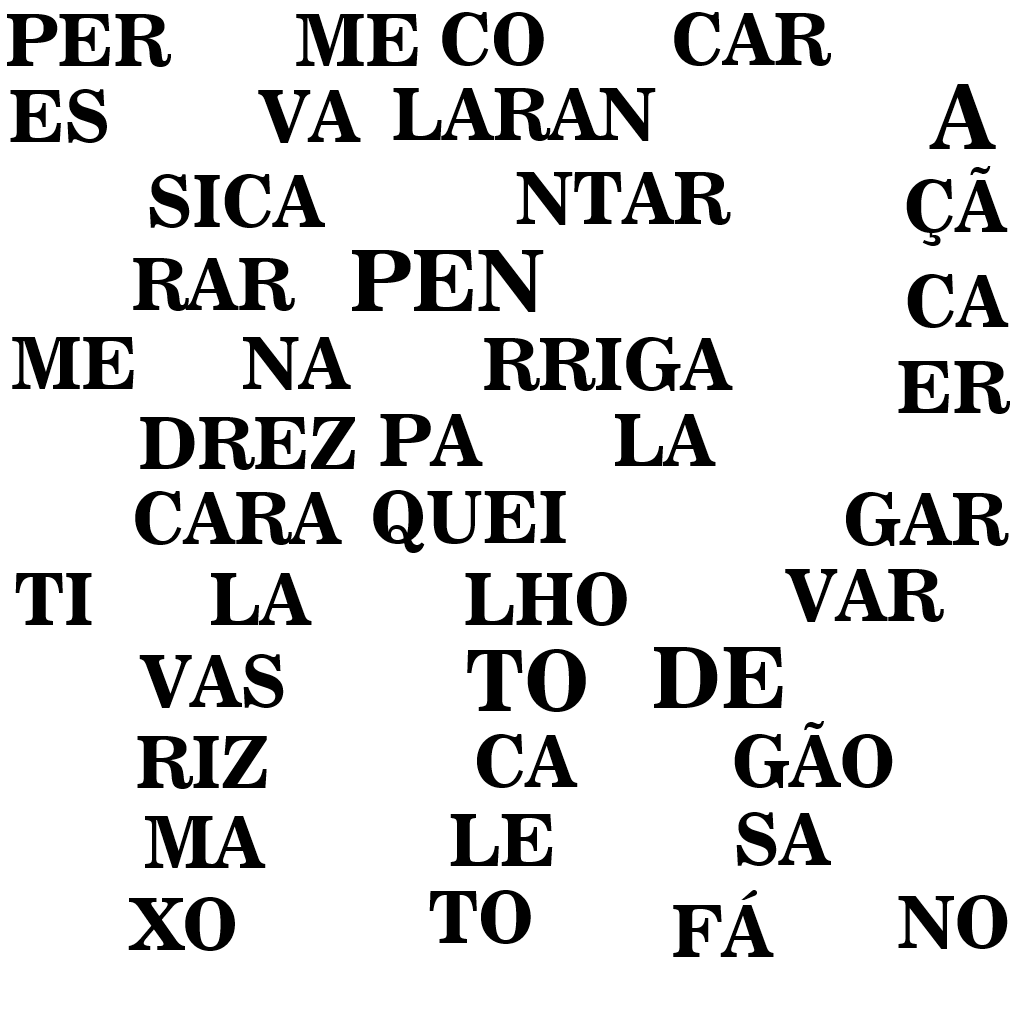 PER ME CO CAR
ES VA LARAN A
SICA NTAR ÇÃ
RAR PEN CA
ME NA RRIGA ER
DREZ PA LA
CARA QUEI GAR
TI LA LHO VAR
VAS TO DE
RIZ CA GÃO
MA LE SA
XO TO FÁ NO